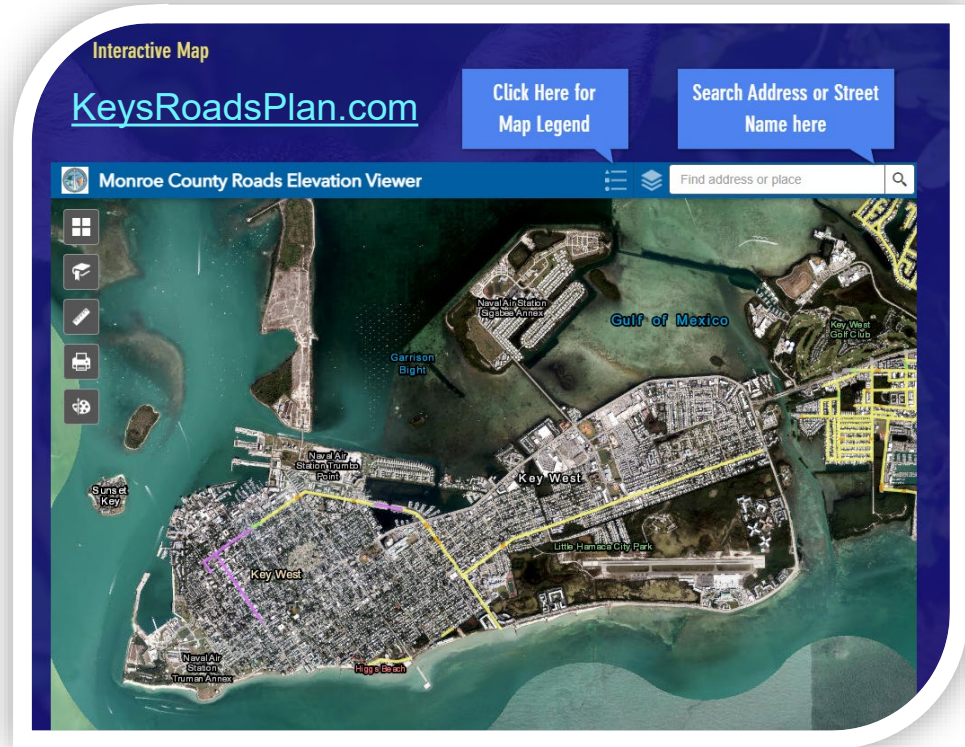 Interactive Map
KeysRoadsPlan.com
Click Here for
Map Legend
Search Address or Street
Name here
Monroe County Roads Elevation Viewer
Find address or place
Naval Air Station
Sigsbee Annex
Gulf of Mexico
Key West
Golf Club
Garrison
Bight
Naval Air
Station Trumbo
Point
Key West
Sunset
Key
Little Hamaca City Park
Key West
Naval Air
Station
Truman Annex
Higgs Beach